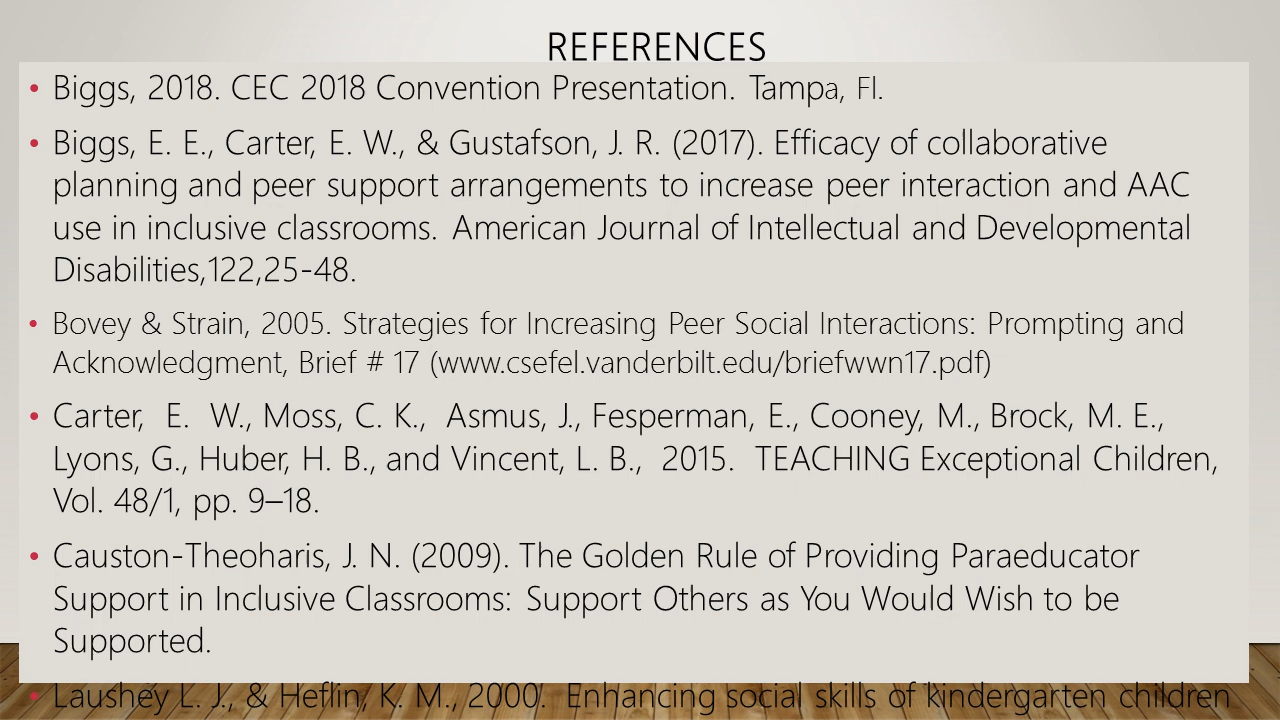 REFERENCES
• Biggs, 2018. CEC 2018 Convention Presentation. Tampa, Fl.
• Biggs, E. E., Carter, E. W., & Gustafson, J. R. (2017). Efficacy of collaborative
planning and peer support arrangements to increase peer interaction and AAC
use in inclusive classrooms. American Journal of Intellectual and Developmental
Disabilities,122,25-48.
• Bovey & Strain, 2005. Strategies for Increasing Peer Social Interactions: Prompting and
Acknowledgment, Brief # 17 (www.csefel.vanderbilt.edu/briefwwn17.pdf)
• Carter, E. W., Moss, C. K., Asmus, J., Fesperman, E., Cooney, M., Brock, M. E.,
Lyons, G., Huber, H. B., and Vincent, L. B., 2015. TEACHING Exceptional Children,
Vol. 48/1, pp. 9–18.
• Causton-Theoharis, J. N. (2009). The Golden Rule of Providing Paraeducator
Support in Inclusive Classrooms: Support Others as You Would Wish to be
Supported.
• Laushey L. J., & Heflin, K. M., 2000. Enhancing social skills of kindergarten children